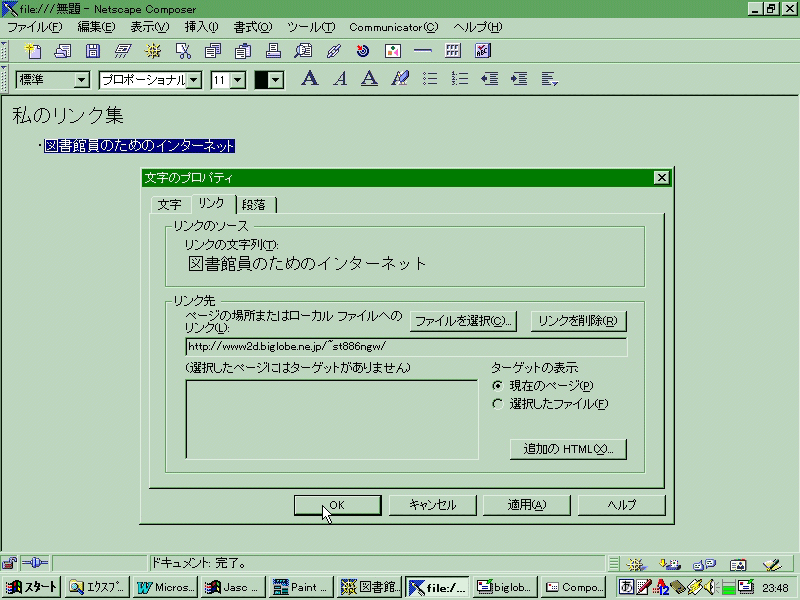 file:///無題 - Netscape Composer
ファイル(F) 編集(E) 表示(V) 挿入(I) 書式(O) ツール(T) Communicator(C) ヘルプ(H)
標準 プロポーショナル 11
私のリンク集
・図書館員のためのインターネット
文字のプロパティ
文字 リンク 段落
リンクのソース
リンクの文字列(T):
図書館員のためのインターネット
リンク先
ページの場所またはローカル ファイルへの
リンク(L):
ファイルを選択(C)...
リンクを削除(R)
http://www2d.biglobe.ne.jp/~st886ngw/
(選択したページにはターゲットがありません)
ターゲットの表示:
現在のページ(P)
選択したファイル(F)
追加の HTML(X)...
OK キャンセル 適用(A) ヘルプ
ドキュメント: 完了。
スタート エクスプ... Micros... Jasc ... Paint ... 図書館... file:/... biglob... Compo... あ 23:48